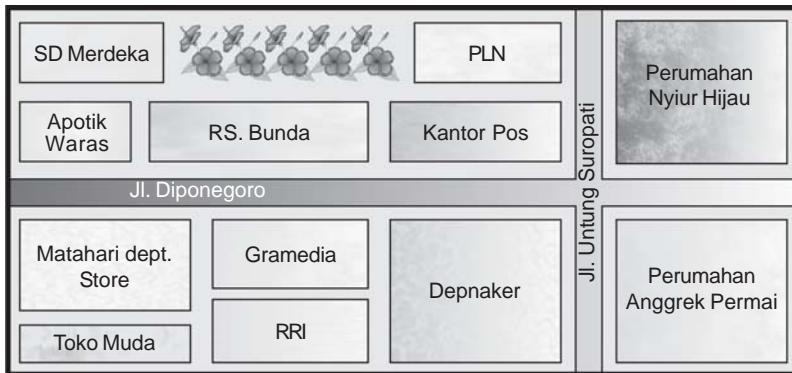 SD Merdeka
PLN
Perumahan
Nyiur Hijau
Apotik
Waras
RS. Bunda
Kantor Pos
Jl. Diponegoro
Jl. Untung Suropati
Matahari dept.
Store
Gramedia
Depnaker
Perumahan
Anggrek Permai
Toko Muda
RRI